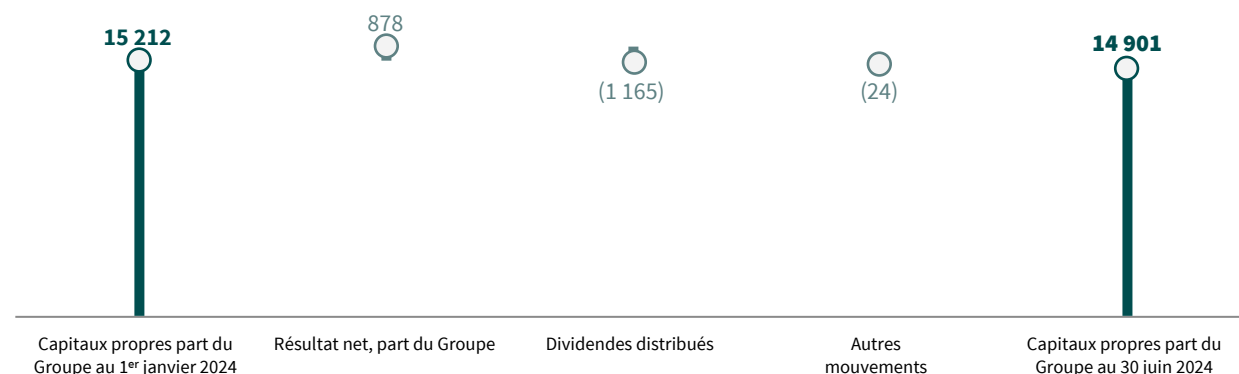 15 212
878
(1 165)
(24)
14 901
Capitaux propres part du
Groupe au 1er janvier 2024
Résultat net, part du Groupe
Dividendes distribués
Autres
mouvements
Capitaux propres part du
Groupe au 30 juin 2024